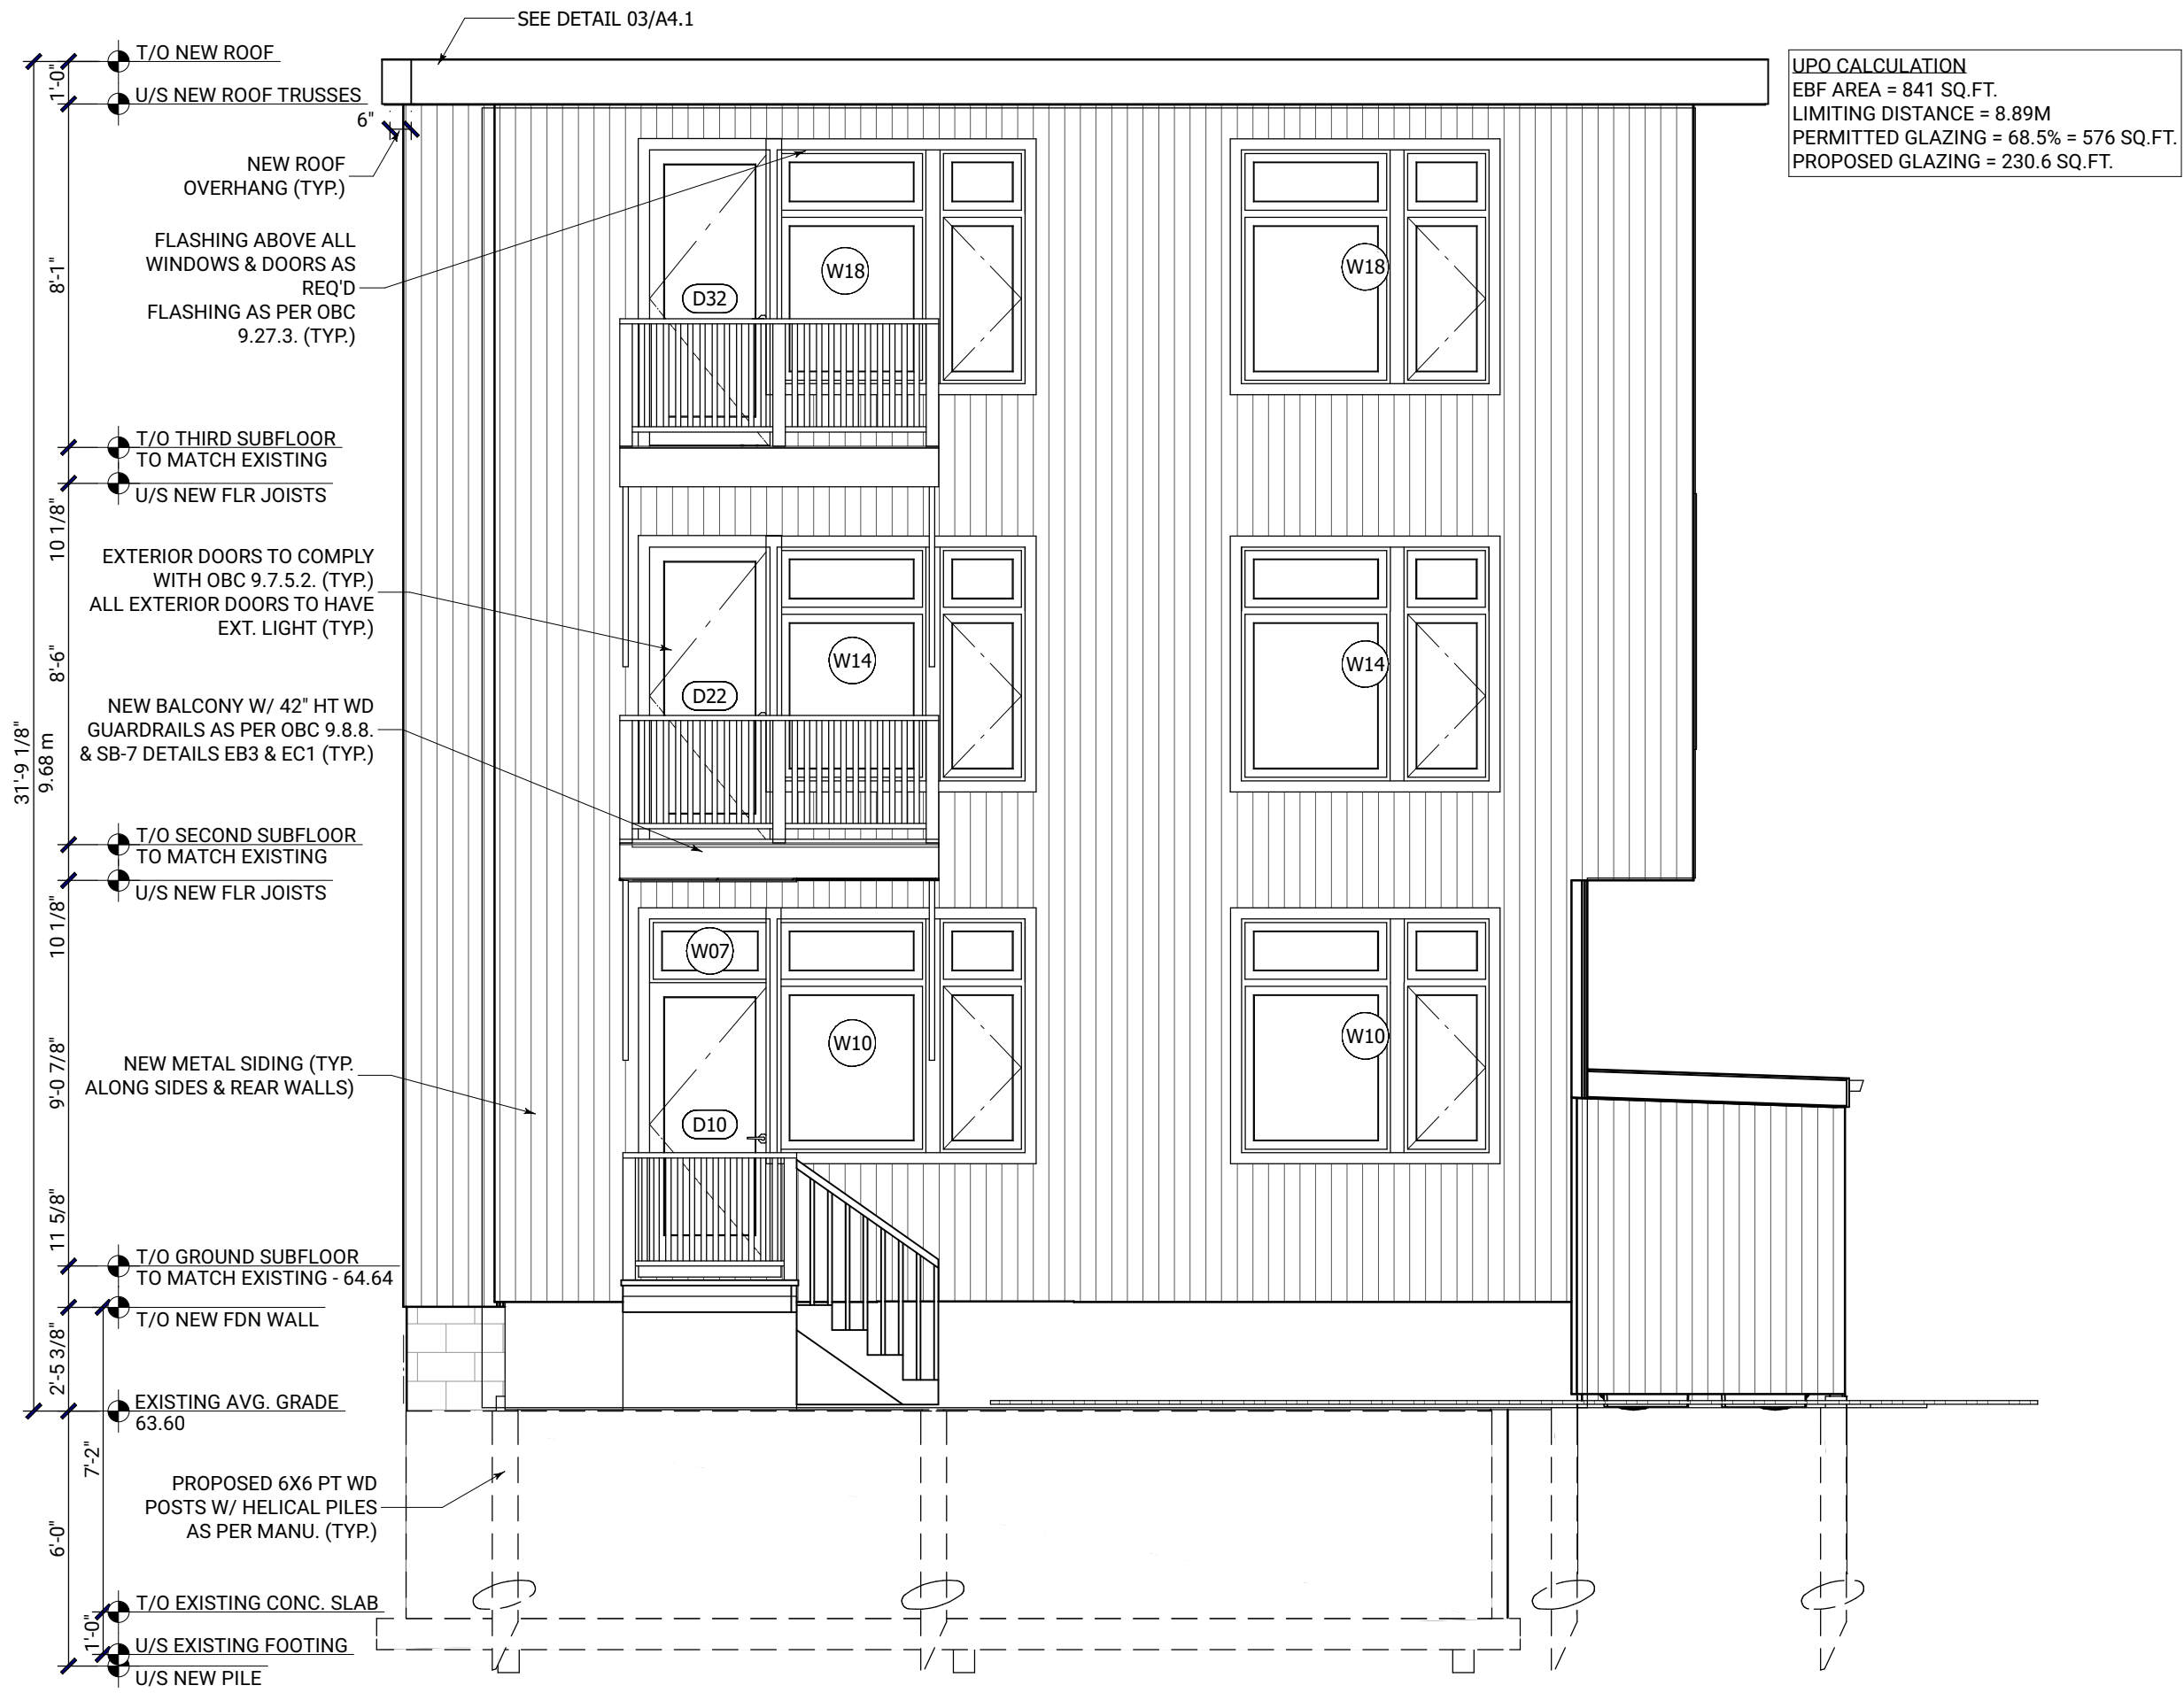 SEE DETAIL 03/A4.1
T/O NEW ROOF
1'-0"
U/S NEW ROOF TRUSSES
6"
NEW ROOF
OVERHANG (TYP.)
UPO CALCULATION
EBF AREA = 841 SQ.FT.
LIMITING DISTANCE = 8.89M
PERMITTED GLAZING = 68.5% = 576 SQ.FT.
PROPOSED GLAZING = 230.6 SQ.FT.
FLASHING ABOVE ALL
WINDOWS & DOORS AS
REQ'D
FLASHING AS PER OBC
9.27.3. (TYP.)
8'-1"
D32
W18
W18
T/O THIRD SUBFLOOR
TO MATCH EXISTING
U/S NEW FLR JOISTS
10 1/8"
EXTERIOR DOORS TO COMPLY
WITH OBC 9.7.5.2. (TYP.)
ALL EXTERIOR DOORS TO HAVE
EXT. LIGHT (TYP.)
8'-6"
D22
W14
W14
NEW BALCONY W/ 42" HT WD
GUARDRAILS AS PER OBC 9.8.8.
& SB-7 DETAILS EB3 & EC1 (TYP.)
31'-9 1/8"
9.68 m
T/O SECOND SUBFLOOR
TO MATCH EXISTING
U/S NEW FLR JOISTS
10 1/8"
W07
W10
W10
D10
9'-0 7/8"
NEW METAL SIDING (TYP.
ALONG SIDES & REAR WALLS)
11 5/8"
T/O GROUND SUBFLOOR
TO MATCH EXISTING - 64.64
T/O NEW FDN WALL
2'-5 3/8"
EXISTING AVG. GRADE
63.60
7'-2"
PROPOSED 6X6 PT WD
POSTS W/ HELICAL PILES
AS PER MANU. (TYP.)
6'-0"
T/O EXISTING CONC. SLAB
1'-0"
U/S EXISTING FOOTING
U/S NEW PILE